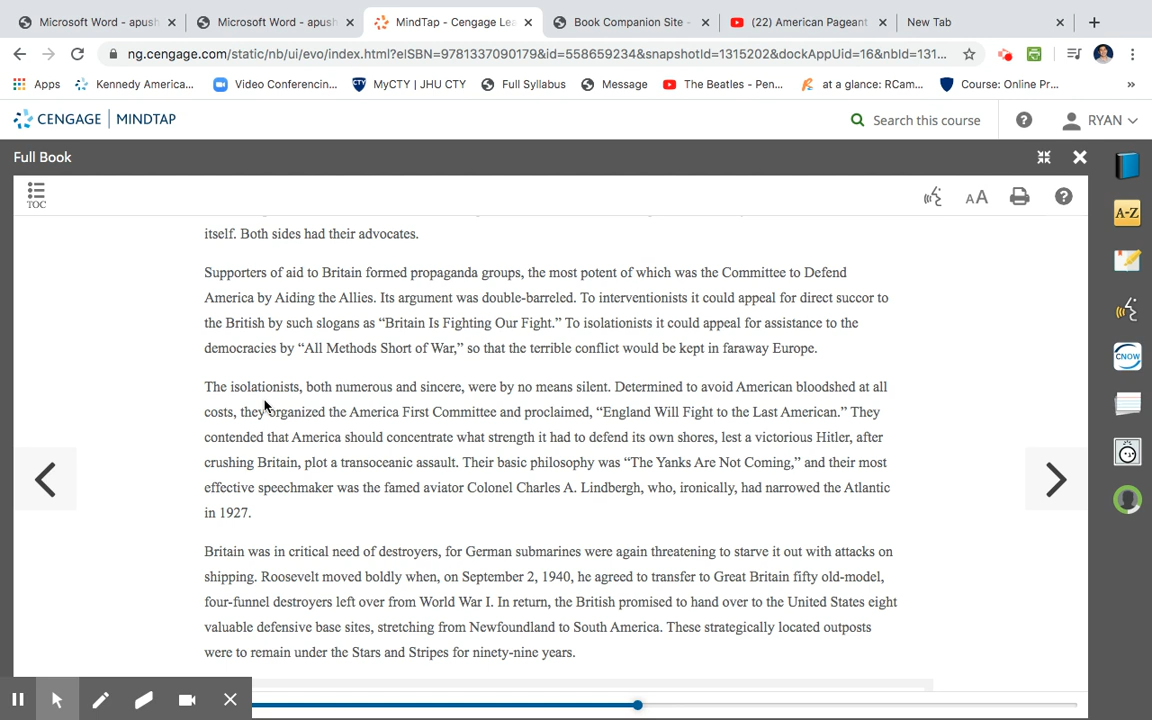 Microsoft Word - apush
Microsoft Word - apush
MindTap - Cengage Lea
Book Companion Site -
(22) American Pageant
New Tab
ng.cengage.com/static/nb/ui/evo/index.html?eISBN=9781337090179&id=558659234&snapshotId=1315202&dockAppUid=16&nbId=131...
Apps
Kennedy America...
Video Conferencin...
CTY
MyCTY | JHU CTY
Full Syllabus
Message
The Beatles - Pen...
at a glance: RCam...
Course: Online Pr...
»
CENGAGE | MINDTAP
Search this course
RYAN
Full Book
TOC
AA
A-Z
CNOW
itself. Both sides had their advocates.
Supporters of aid to Britain formed propaganda groups, the most potent of which was the Committee to Defend
America by Aiding the Allies. Its argument was double-barreled. To interventionists it could appeal for direct succor to
the British by such slogans as “Britain Is Fighting Our Fight.” To isolationists it could appeal for assistance to the
democracies by “All Methods Short of War,” so that the terrible conflict would be kept in faraway Europe.
The isolationists, both numerous and sincere, were by no means silent. Determined to avoid American bloodshed at all
costs, they organized the America First Committee and proclaimed, “England Will Fight to the Last American.” They
contended that America should concentrate what strength it had to defend its own shores, lest a victorious Hitler, after
crushing Britain, plot a transoceanic assault. Their basic philosophy was “The Yanks Are Not Coming,” and their most
effective speechmaker was the famed aviator Colonel Charles A. Lindbergh, who, ironically, had narrowed the Atlantic
in 1927.
Britain was in critical need of destroyers, for German submarines were again threatening to starve it out with attacks on
shipping. Roosevelt moved boldly when, on September 2, 1940, he agreed to transfer to Great Britain fifty old-model,
four-funnel destroyers left over from World War I. In return, the British promised to hand over to the United States eight
valuable defensive base sites, stretching from Newfoundland to South America. These strategically located outposts
were to remain under the Stars and Stripes for ninety-nine years.